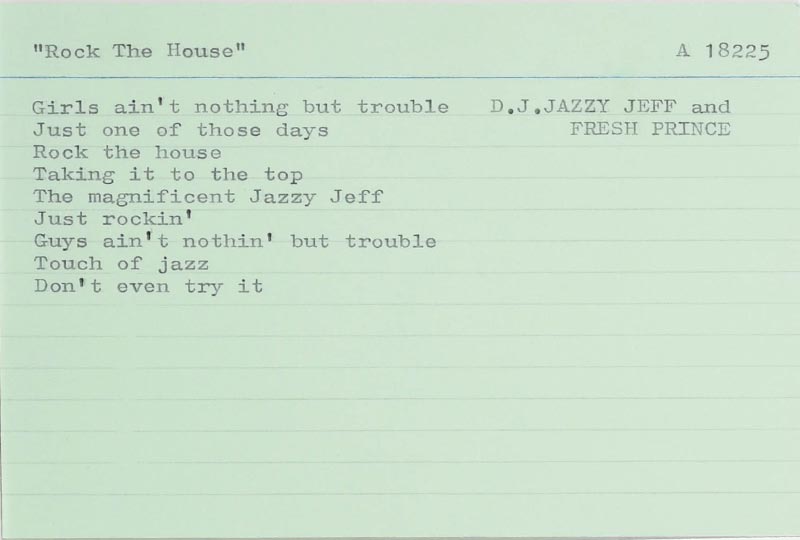 "Rock The House" A 18225
Girls ain't nothing but trouble D.J.JAZZY JEFF and
Just one of those days FRESH PRINCE
Rock the house
Taking it to the top
The magnificent Jazzy Jeff
Just rockin'
Guys ain't nothin' but trouble
Touch of jazz
Don't even try it